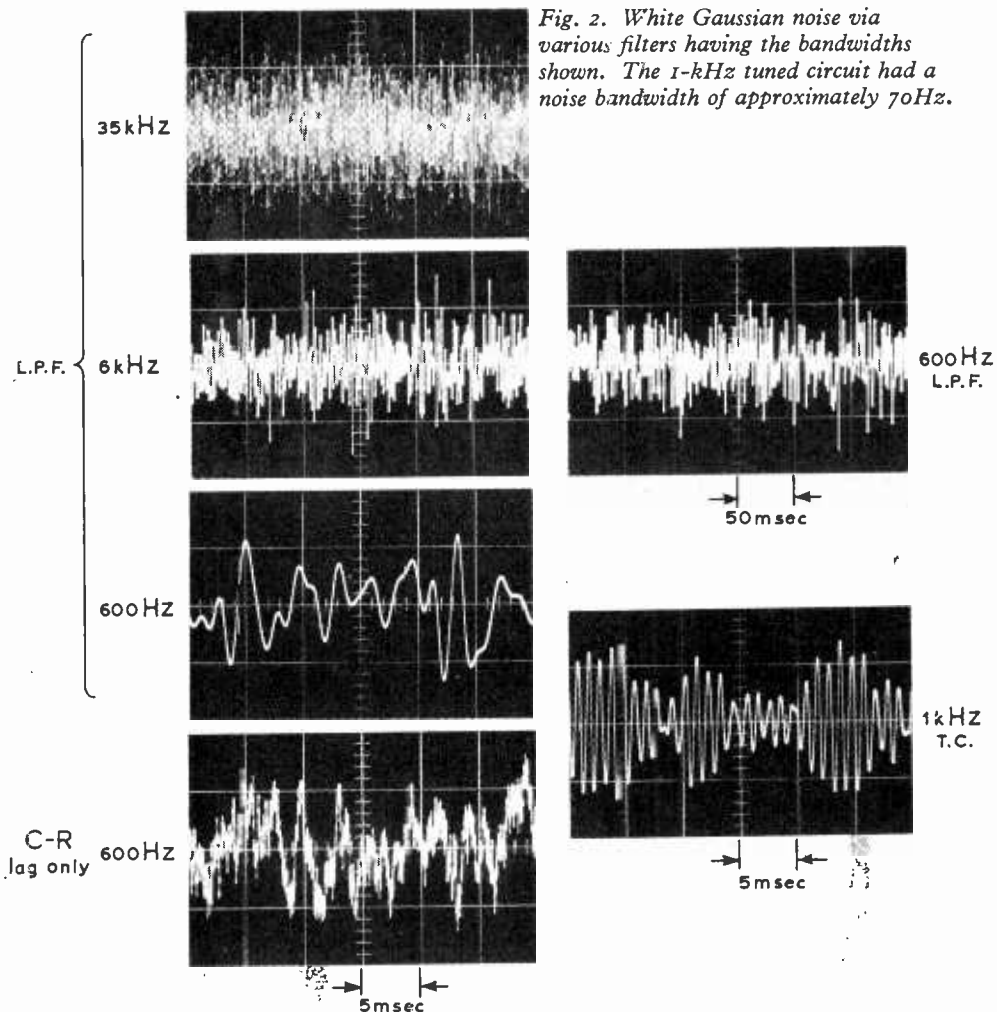 Fig. 2. White Gaussian noise via
various filters having the bandwidths
shown. The 1-kHz tuned circuit had a
noise bandwidth of approximately 70Hz.
35kHz
L.P.F.
6kHz
600Hz
L.P.F.
50msec
600Hz
1kHz
T.C.
C-R
lag only
600Hz
5msec
5msec